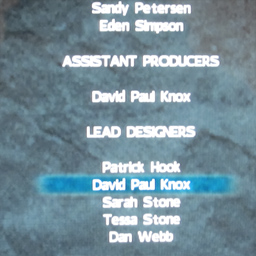 Sandy Petersen
Eden Simpson
ASSISTANT PRODUCERS
David Paul Knox
LEAD DESIGNERS
Patrick Hook
David Paul Knox
Sarah Stone
Tessa Stone
Dan Webb